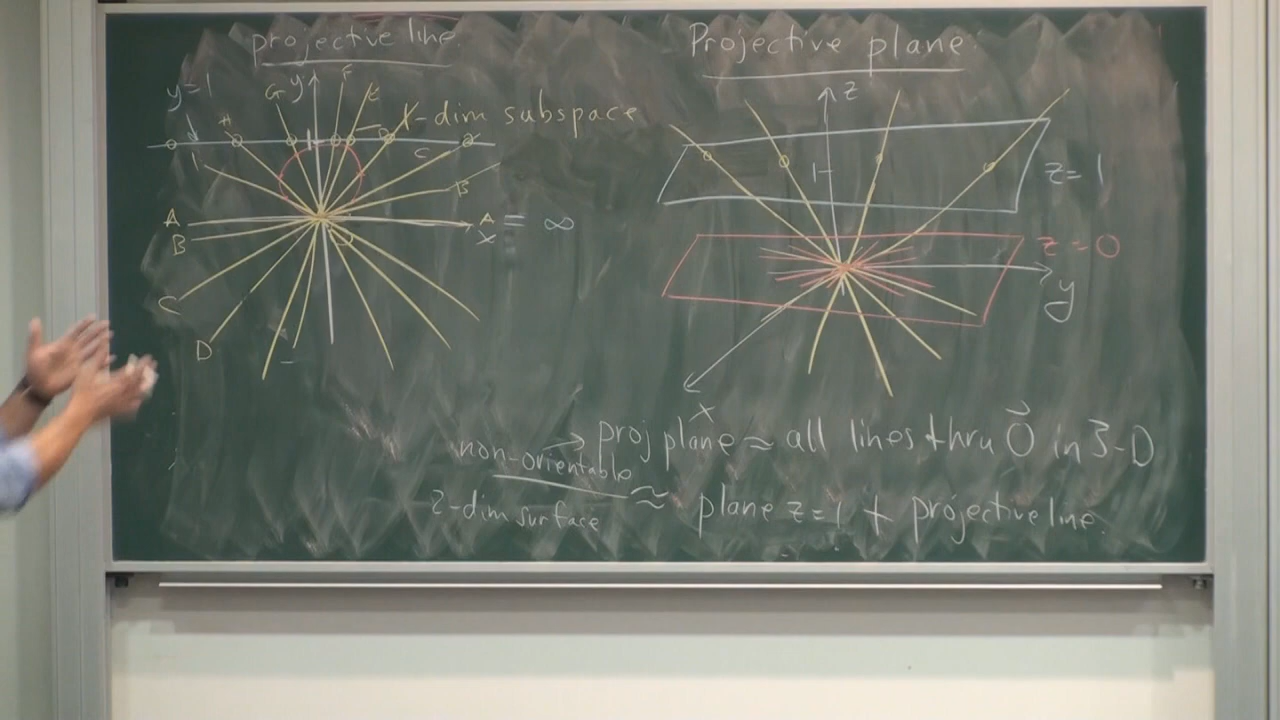 projective line
y=1
G y F E
H
1-dim subspace
D
C
B
A
A = ∞
x
B
C
D
Projective plane
z
1
z=1
z=0
y
x
proj plane ≈ all lines thru 0 in 3-D
non-orientable
2-dim surface
≈ plane z=1 + projective line